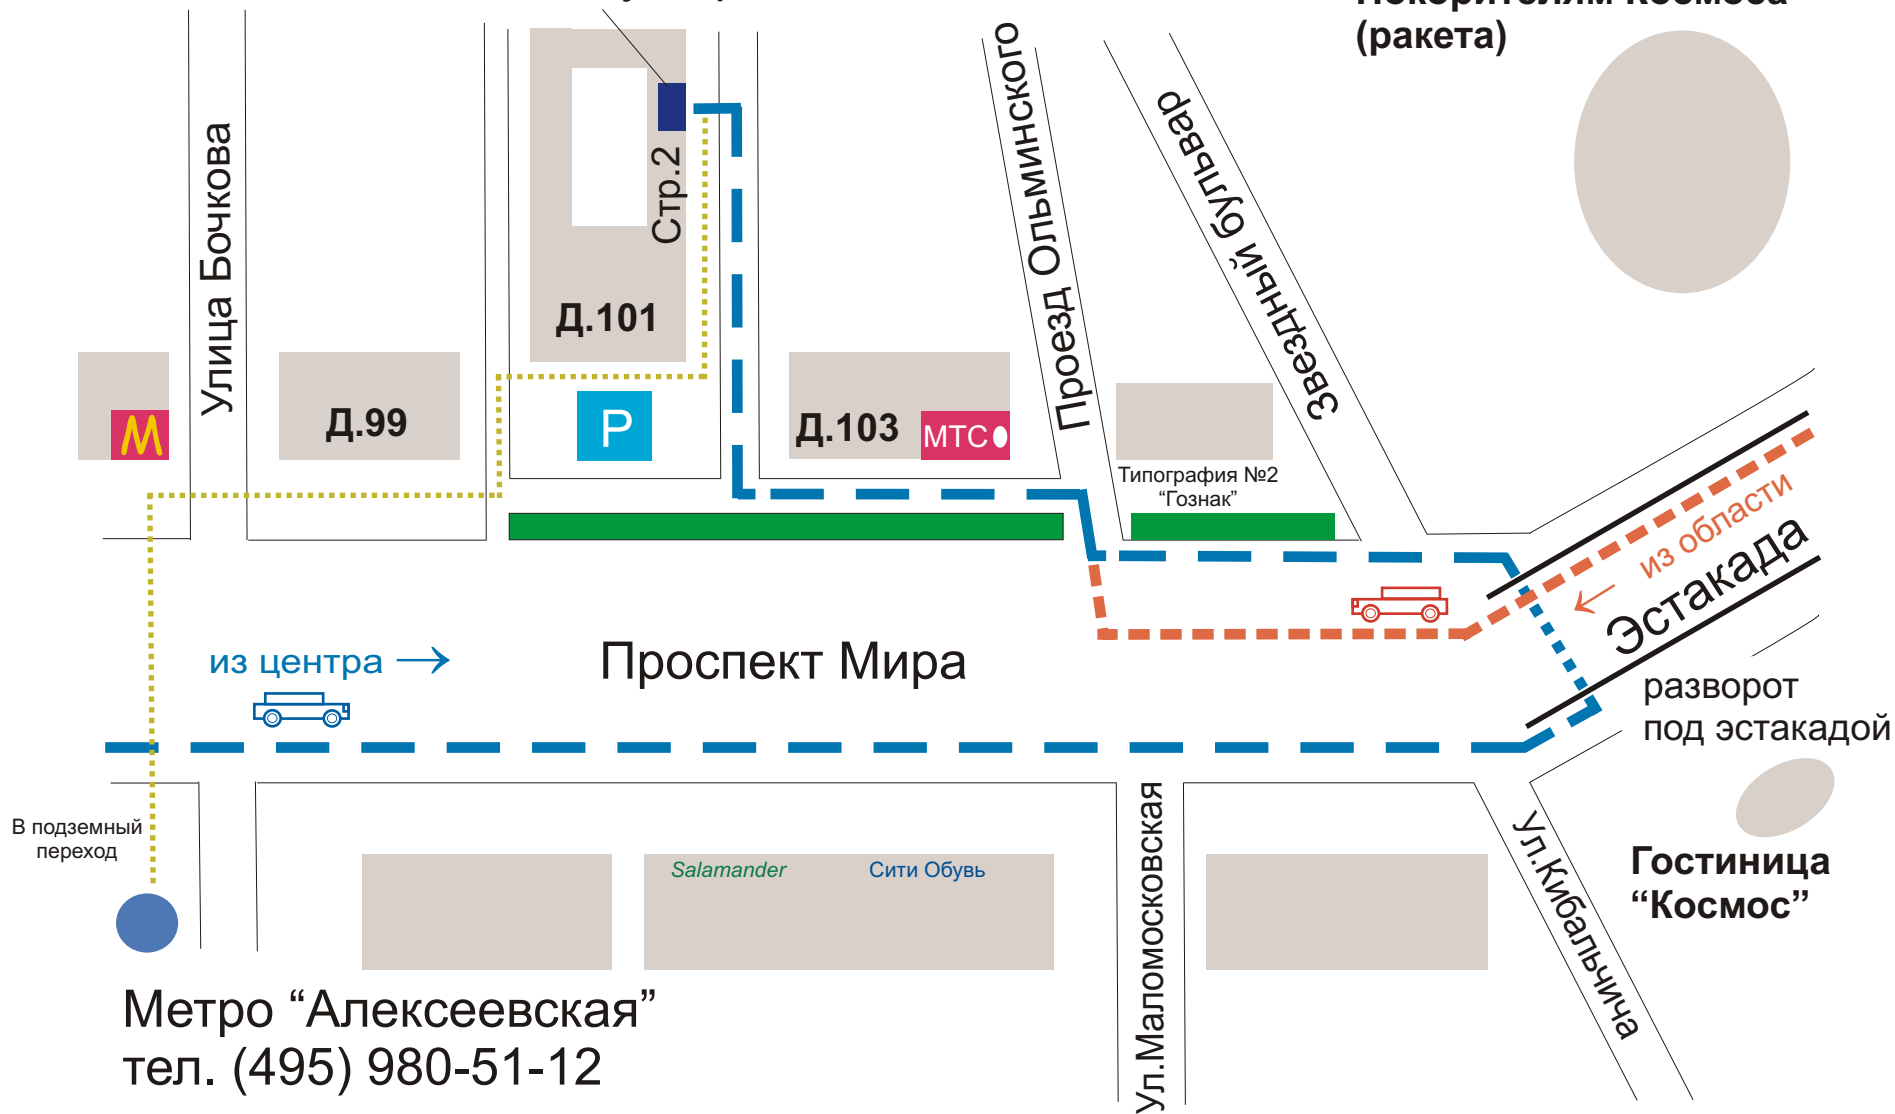 (ракета)
Улица Бочкова
Стр.2
Д.101
Проезд Ольминского
Звездный бульвар
Д.99
P
Д.103
МТС
Типография №2
“Гознак”
из области
Эстакада
из центра
Проспект Мира
разворот
под эстакадой
В подземный
переход
Salamander
Сити Обувь
Ул.Маломосковская
Ул.Кибальчича
Гостиница
“Космос”
Метро “Алексеевская”
тел. (495) 980-51-12